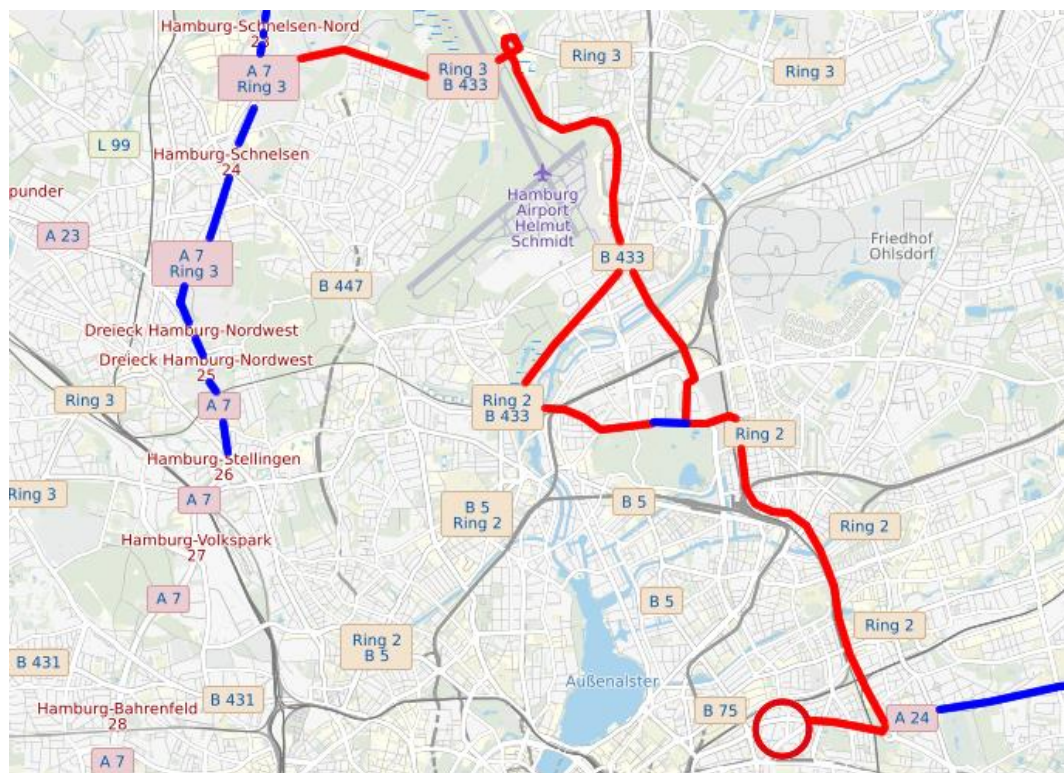 Hamburg-Schnelsen-Nord
23
A 7
Ring 3
Ring 3
B 433
Ring 3
Ring 3
L 99
Hamburg-Schnelsen
24
punder
Hamburg
Airport
Helmut
Schmidt
A 23
A 7
Ring 3
B 433
Friedhof
Ohlsdorf
B 447
Dreieck Hamburg-Nordwest
Dreieck Hamburg-Nordwest
25
Ring 3
A 7
Ring 2
B 433
Ring 2
Hamburg-Stellingen
26
Ring 3
A 7
B 5
Ring 2
B 5
Ring 2
Hamburg-Volkspark
27
A 7
B 5
Ring 2
Ring 2
B 5
B 431
Außenalster
B 431
Hamburg-Bahrenfeld
28
B 75
A 24
A 7